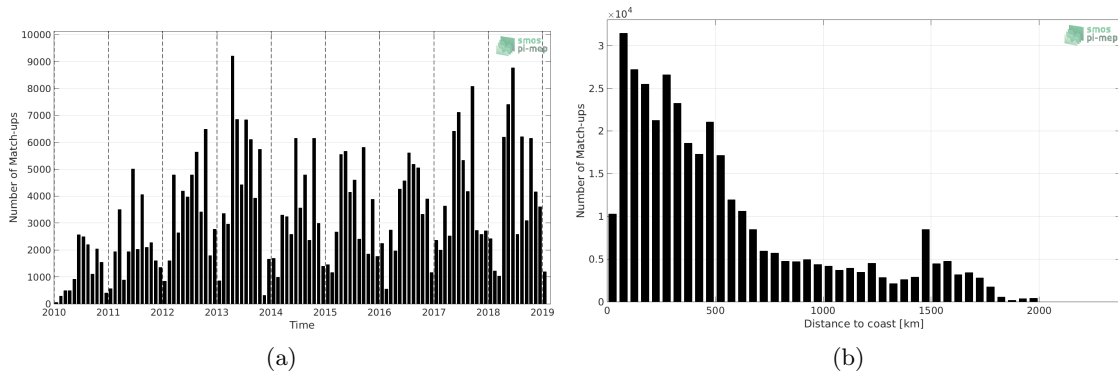 10000
9000
8000
7000
6000
5000
4000
3000
2000
1000
0
Number of Match-ups
2010 2011 2012 2013 2014 2015 2016 2017 2018 2019
Time
smos
pi-mep
(a)
×10⁴
3
2.5
2
1.5
1
0.5
0
Number of Match-ups
0 500 1000 1500 2000
Distance to coast [km]
smos
pi-mep
(b)